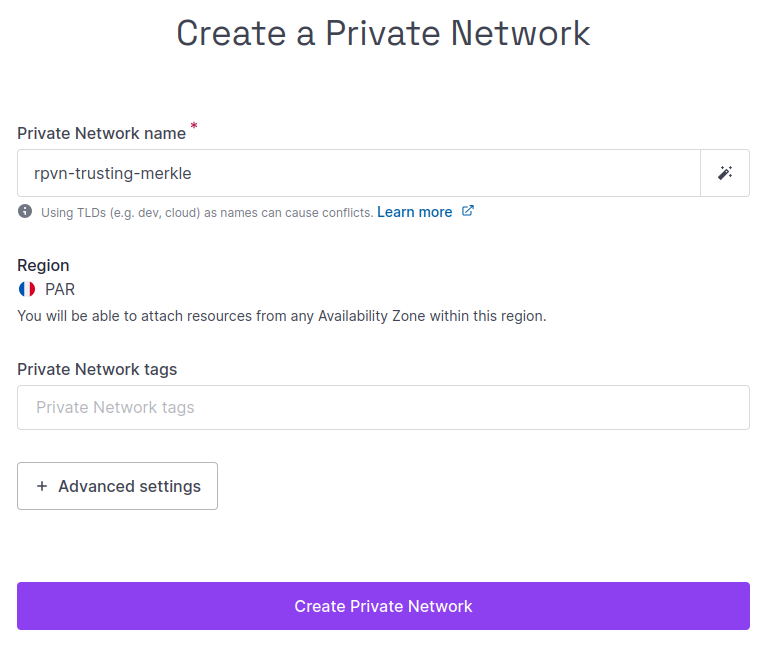 Create a Private Network
Private Network name *
rpvn-trusting-merkle
Using TLDs (e.g. dev, cloud) as names can cause conflicts. Learn more
Region
PAR
You will be able to attach resources from any Availability Zone within this region.
Private Network tags
Private Network tags
+ Advanced settings
Create Private Network